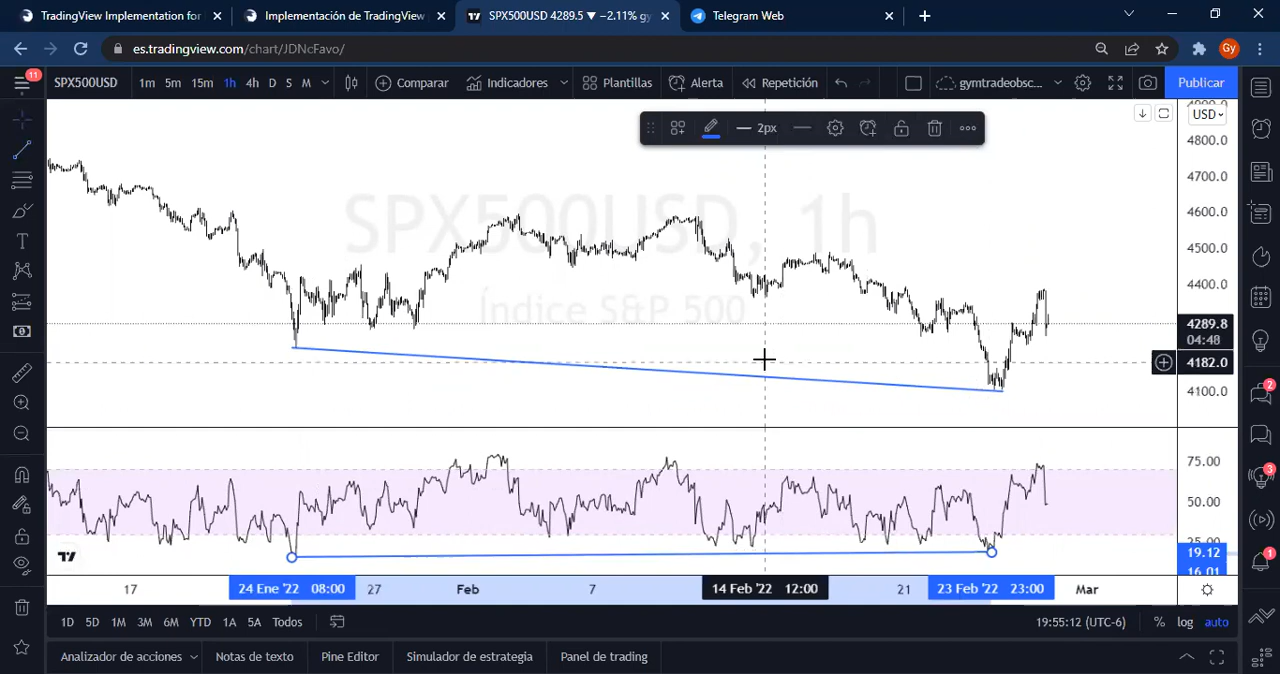 TradingView Implementation for
Implementación de TradingView
SPX500USD 4289.5 ▼ −2.11% gy
Telegram Web
es.tradingview.com/chart/JDNcFavo/
Gy
11
SPX500USD
1m 5m 15m 1h 4h D S M
Comparar
Indicadores
Plantillas
Alerta
Repetición
gymtradeobsc...
Publicar
2px
USD
4800.0
4700.0
4600.0
4500.0
4400.0
4289.8
04:48
4182.0
4100.0
SPX500USD, 1h
Índice S&P 500
75.00
50.00
19.12
16.01
17
24 Ene '22 08:00
27
Feb
7
14 Feb '22 12:00
21
23 Feb '22 23:00
Mar
1D 5D 1M 3M 6M YTD 1A 5A Todos
19:55:12 (UTC-6)
% log auto
Analizador de acciones
Notas de texto
Pine Editor
Simulador de estrategia
Panel de trading
2
3
1